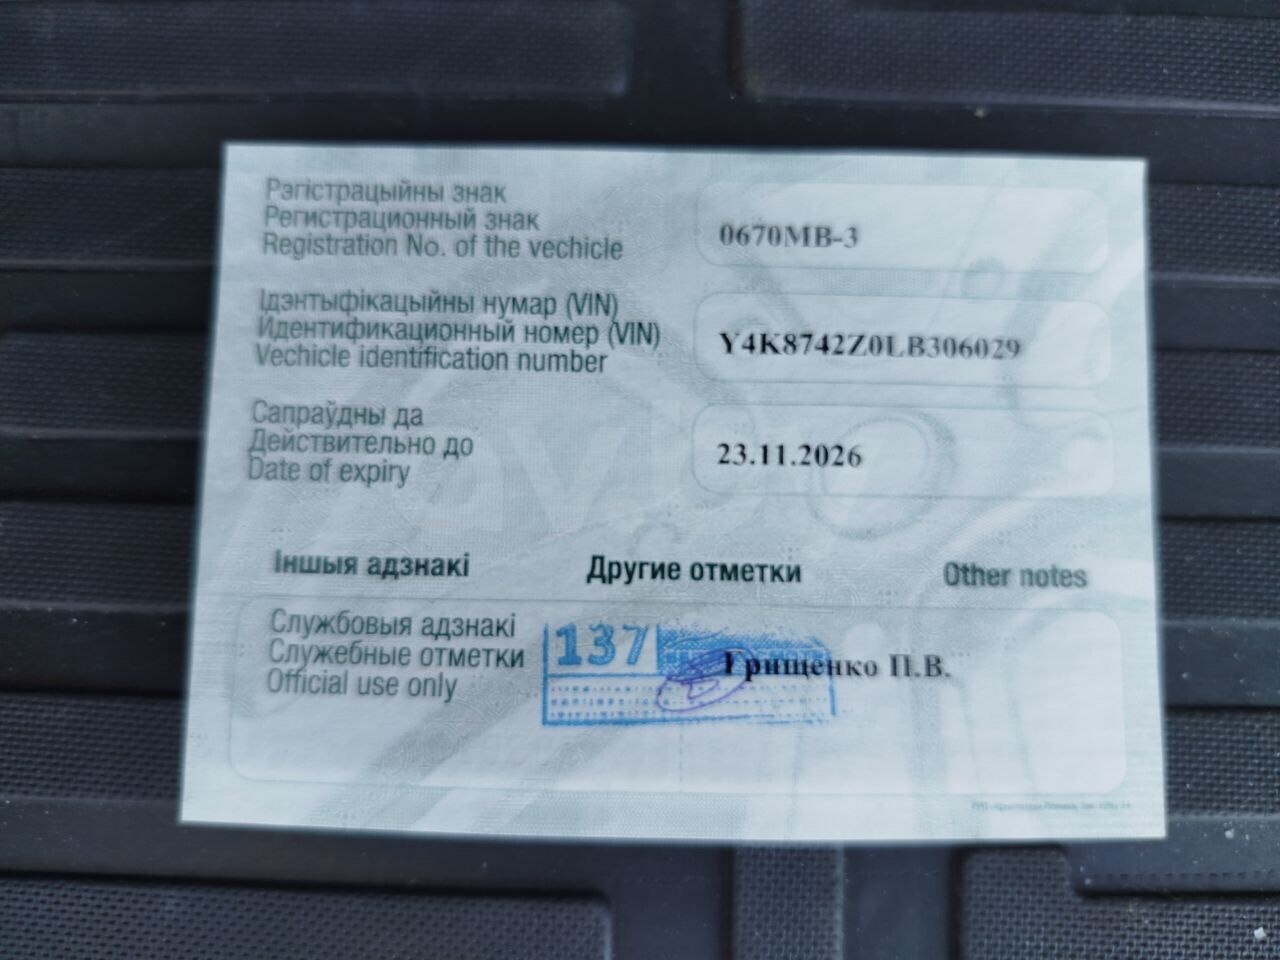 Рэгістрацыйны знак
Регистрационный знак
Registration No. of the vechicle
0670MB-3
Ідэнтыфікацыйны нумар (VIN)
Идентификационный номер (VIN)
Vechicle identification number
Y4K8742Z0LB306029
Сапраўдны да
Действительно до
Date of expiry
23.11.2026
av.by
Іншыя адзнакі
Другие отметки
Other notes
Службовыя адзнакі
Служебные отметки
Official use only
137
Грищенко П.В.